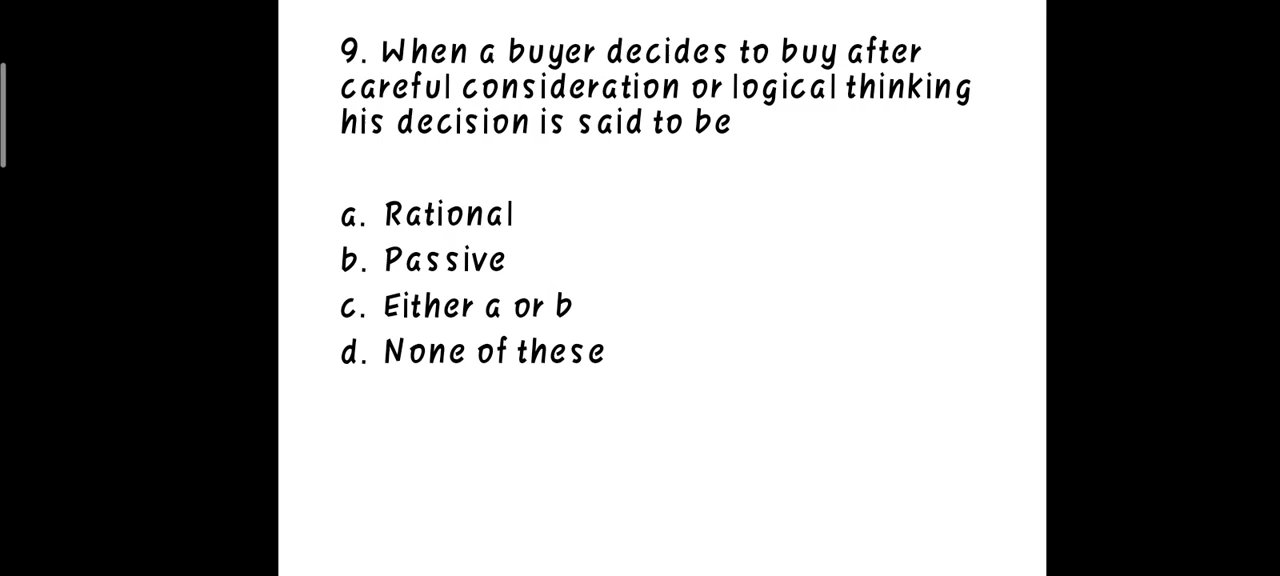 9. When a buyer decides to buy after
careful consideration or logical thinking
his decision is said to be
a. Rational
b. Passive
c. Either a or b
d. None of these